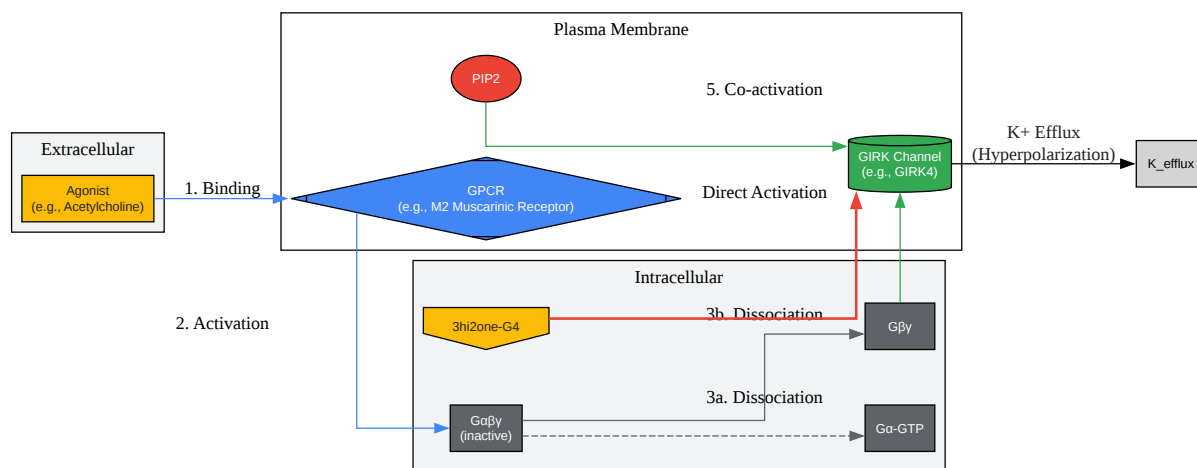 Plasma Membrane
PIP2
5. Co-activation
Extracellular
Agonist
(e.g., Acetylcholine)
1. Binding
GPCR
(e.g., M2 Muscarinic Receptor)
Direct Activation
GIRK Channel
(e.g., GIRK4)
K+ Efflux
(Hyperpolarization)
K_efflux
Intracellular
2. Activation
3hi2one-G4
3b. Dissociation
Gβγ
3a. Dissociation
Gαβγ
(inactive)
Gα-GTP